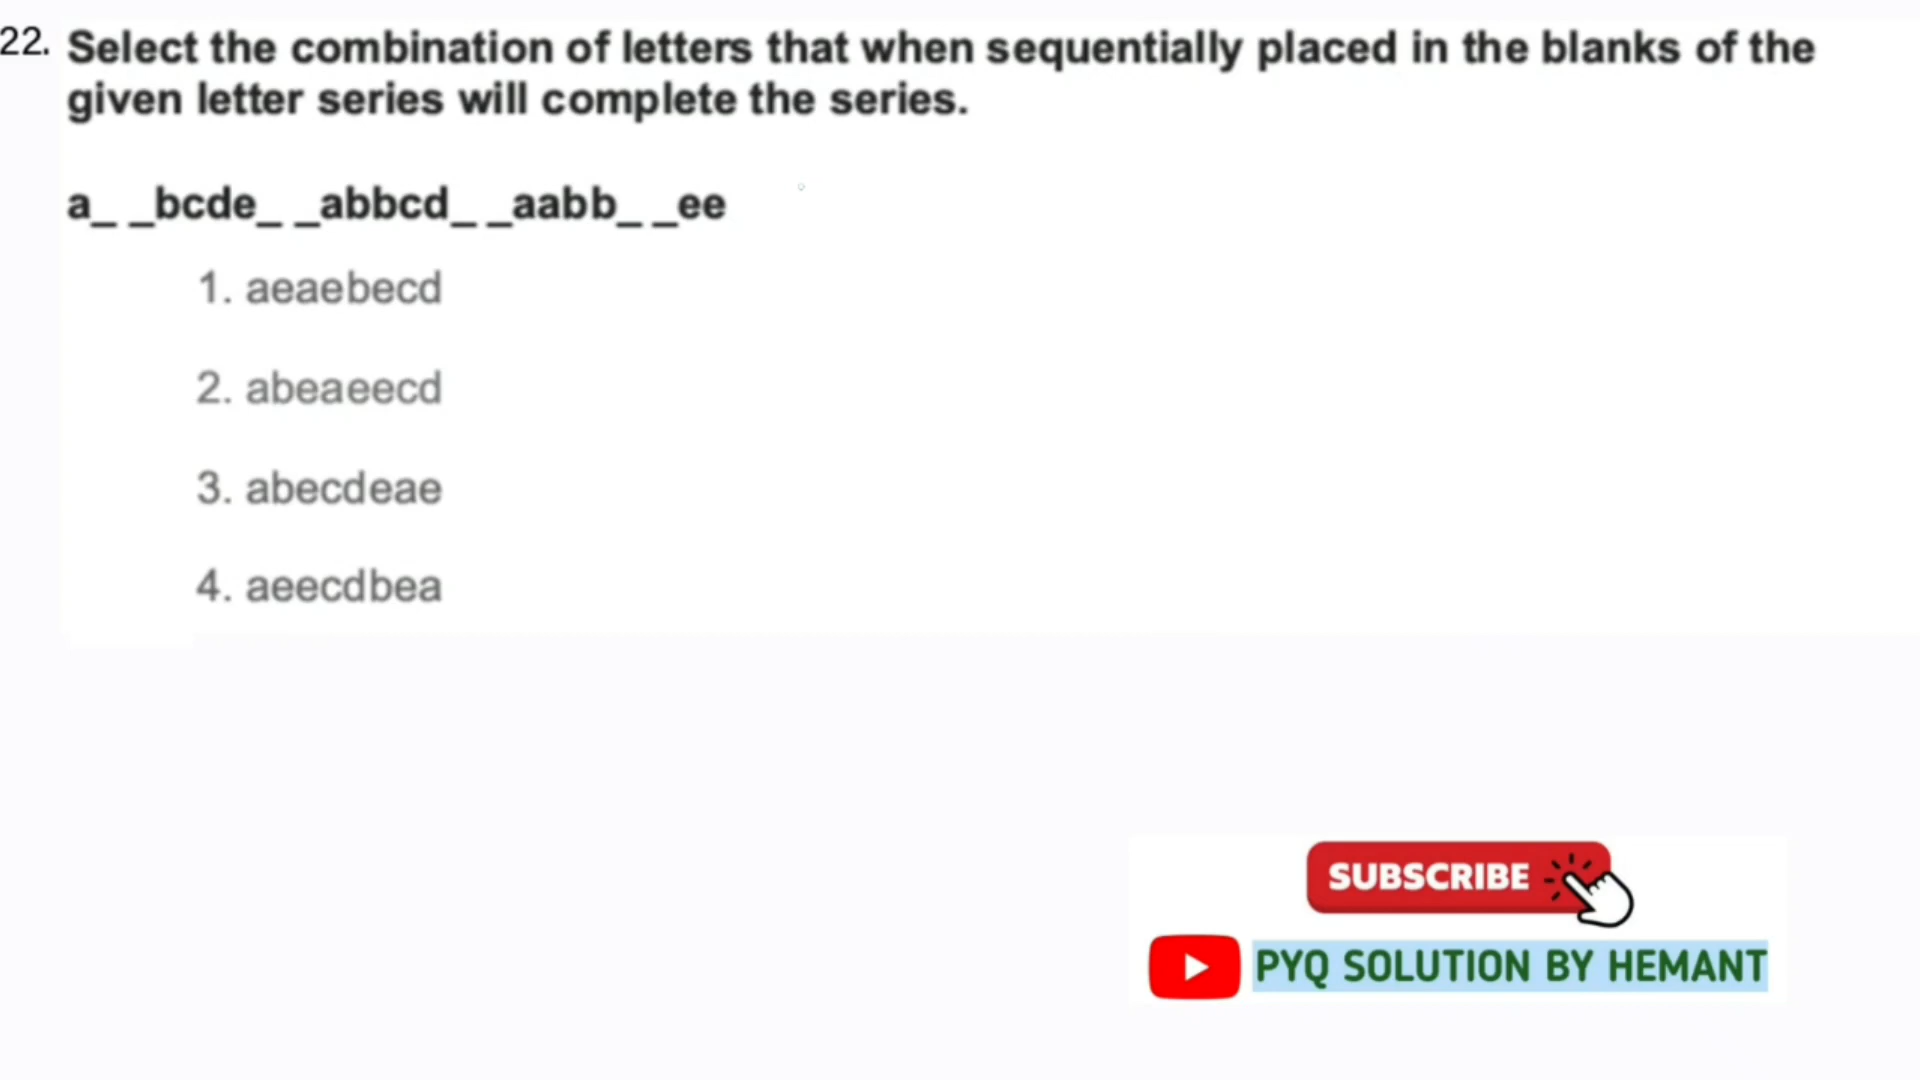 22. Select the combination of letters that when sequentially placed in the blanks of the
given letter series will complete the series.
a_ _bcde_ _abbcd_ _aabb_ _ee
1. aeaebecd
2. abeaeecd
3. abecdeae
4. aeecdbea
SUBSCRIBE
PYQ SOLUTION BY HEMANT